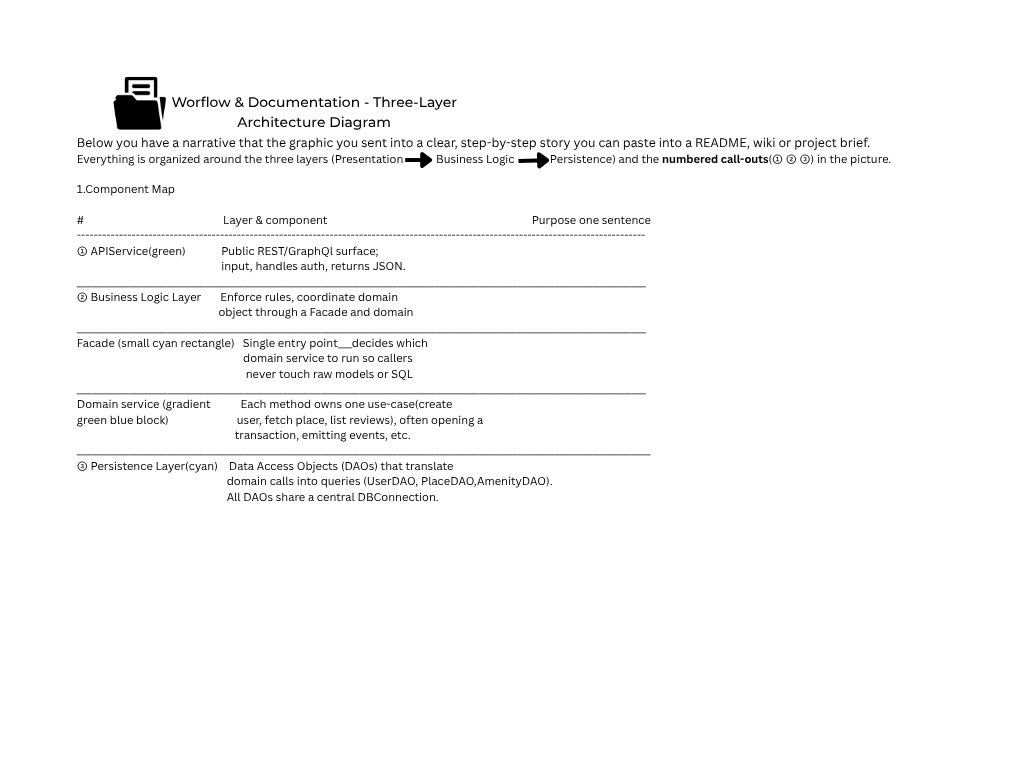 Worflow & Documentation - Three-Layer
Architecture Diagram
Below you have a narrative that the graphic you sent into a clear, step-by-step story you can paste into a README, wiki or project brief.
Everything is organized around the three layers (Presentation Business Logic Persistence) and the numbered call-outs(① ② ③) in the picture.
1.Component Map
# Layer & component Purpose one sentence
① APIService(green) Public REST/GraphQl surface;
input, handles auth, returns JSON.
② Business Logic Layer Enforce rules, coordinate domain
object through a Facade and domain
Facade (small cyan rectangle) Single entry point__decides which
domain service to run so callers
never touch raw models or SQL
Domain service (gradient Each method owns one use-case(create
green blue block) user, fetch place, list reviews), often opening a
transaction, emitting events, etc.
③ Persistence Layer(cyan) Data Access Objects (DAOs) that translate
domain calls into queries (UserDAO, PlaceDAO,AmenityDAO).
All DAOs share a central DBConnection.